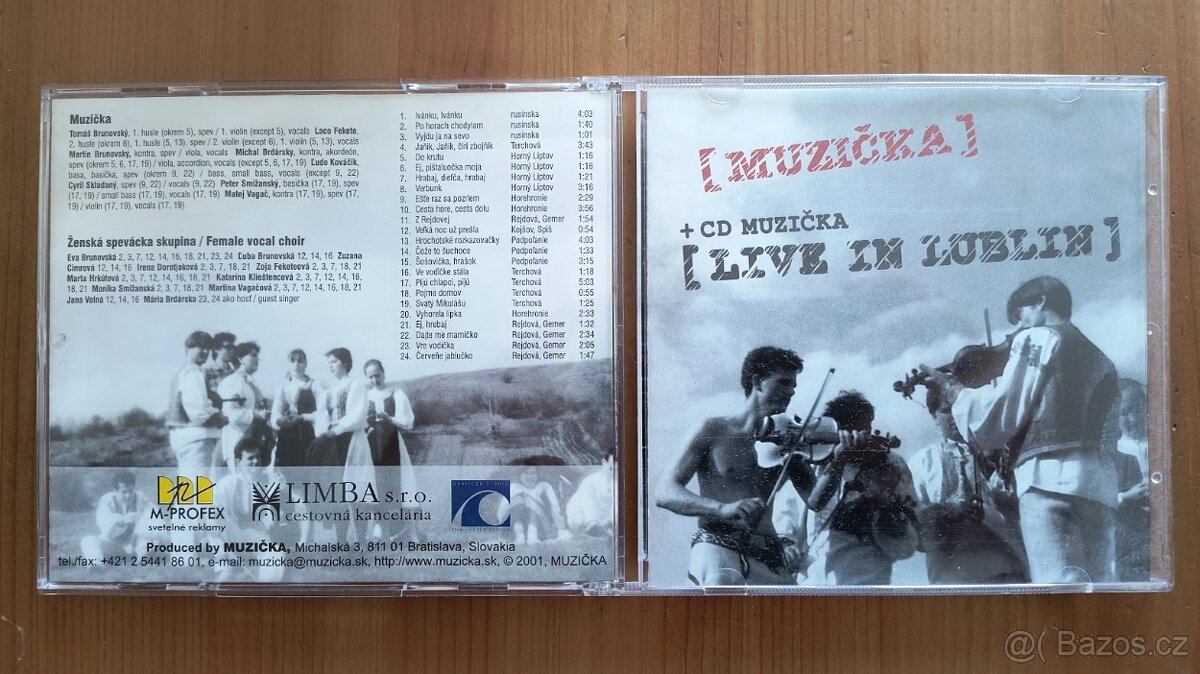 Muzička
Tomáš Brunovský, 1. husle (okrem 5), spev / 1. violin (except 5), vocals Laco Fekete,
2. husle (okrem 6), 1. husle (5, 13), spev / 2. violin (except 6), 1. violin (5, 13), vocals
Martin Brunovský, kontra, spev / viola, vocals Michal Brdársky, kontra, akordeón,
spev (okrem 5, 6, 17, 19) / viola, accordion, vocals (except 5, 6, 17, 19) Ľudo Kováčik,
basa, basička, spev (okrem 9, 22) / bass, small bass, vocals (except 9, 22)
Cyril Skladaný, spev (9, 22) / vocals (9, 22) Peter Smižanský, basička (17, 19), spev
(17, 19) / small bass (17, 19), vocals (17, 19) Matej Vagač, kontra (17, 19), spev (17,
19) / violin (17, 19), vocals (17, 19)
Ženská spevácka skupina / Female vocal choir
Eva Brunovská 2, 3, 7, 12, 14, 16, 18, 21, 23, 24 Ľuba Brunovská 12, 14, 16 Zuzana
Cimrová 12, 14, 16 Irena Dorotjaková 2, 3, 7, 18, 21 Zoja Feketeová 2, 3, 7, 18, 21
Marta Hrkútová 2, 3, 7, 12, 14, 16, 18, 21 Katarína Klieštencová 2, 3, 7, 12, 14, 16,
18, 21 Monika Smižanská 2, 3, 7, 18, 21 Martina Vagačová 2, 3, 7, 12, 14, 16, 18, 21
Jana Volná 12, 14, 16 Mária Brdárska 23, 24 ako hosť / guest singer
1. Ivánku, Ivánku rusínska 4:03
2. Po horach chodylam rusínska 1:40
3. Vyjdu ja na sevo rusínska 1:01
4. Jaňík, Jaňík, čiri zbojňík Terchová 3:43
5. Do krutu Horný Liptov 1:16
6. Ej, pištaluočka moja Horný Liptov 1:16
7. Hrabaj, dievča, hrabaj Horný Liptov 1:21
8. Verbunk Horný Liptov 3:16
9. Ešťe raz sa pozriem Horehronie 2:29
10. Cesta hore, cesta dolu Horehronie 3:56
11. Z Rejdovej Rejdová, Gemer 1:54
12. Veľká noc už prešla Kojšov, Spiš 0:54
13. Hrochotské rozkazovačky Podpoľanie 4:03
14. Čože to šuchoce Podpoľanie 1:33
15. Šošovička, hrášok Podpoľanie 3:15
16. Ve vodičke stála Terchová 1:18
17. Pijú chlapci, pijú Terchová 5:03
18. Pojme domov Terchová 0:55
19. Svatý Mikulášu Terchová 1:25
20. Vyhorela lipka Horehronie 2:33
21. Ej, hrebaj Rejdová, Gemer 1:32
22. Dajte me mamičko Rejdová, Gemer 2:34
23. Vre vodička Rejdová, Gemer 2:05
24. Červeňe jablučko Rejdová, Gemer 1:47
M-PROFEX
svetelné reklamy
LIMBA s.r.o.
cestovná kancelária
GRAFICKÉ ŠTÚDIO
Produced by MUZIČKA, Michalská 3, 811 01 Bratislava, Slovakia
tel./fax: +421 2 5441 86 01, e-mail: muzicka@muzicka.sk, http://www.muzicka.sk, © 2001, MUZIČKA
[MUZIČKA]
+ CD MUZIČKA
[LIVE IN LUBLIN]
Bazos.cz